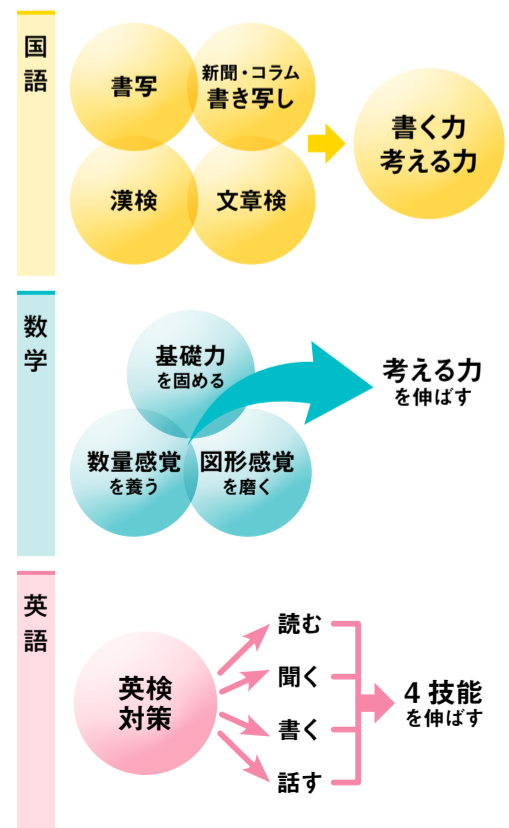 国語
書写
新聞・コラム
書き写し
漢検
文章検
書く力
考える力
数学
基礎力
を固める
数量感覚
を養う
図形感覚
を磨く
考える力
を伸ばす
英語
英検
対策
読む
聞く
書く
話す
4技能
を伸ばす